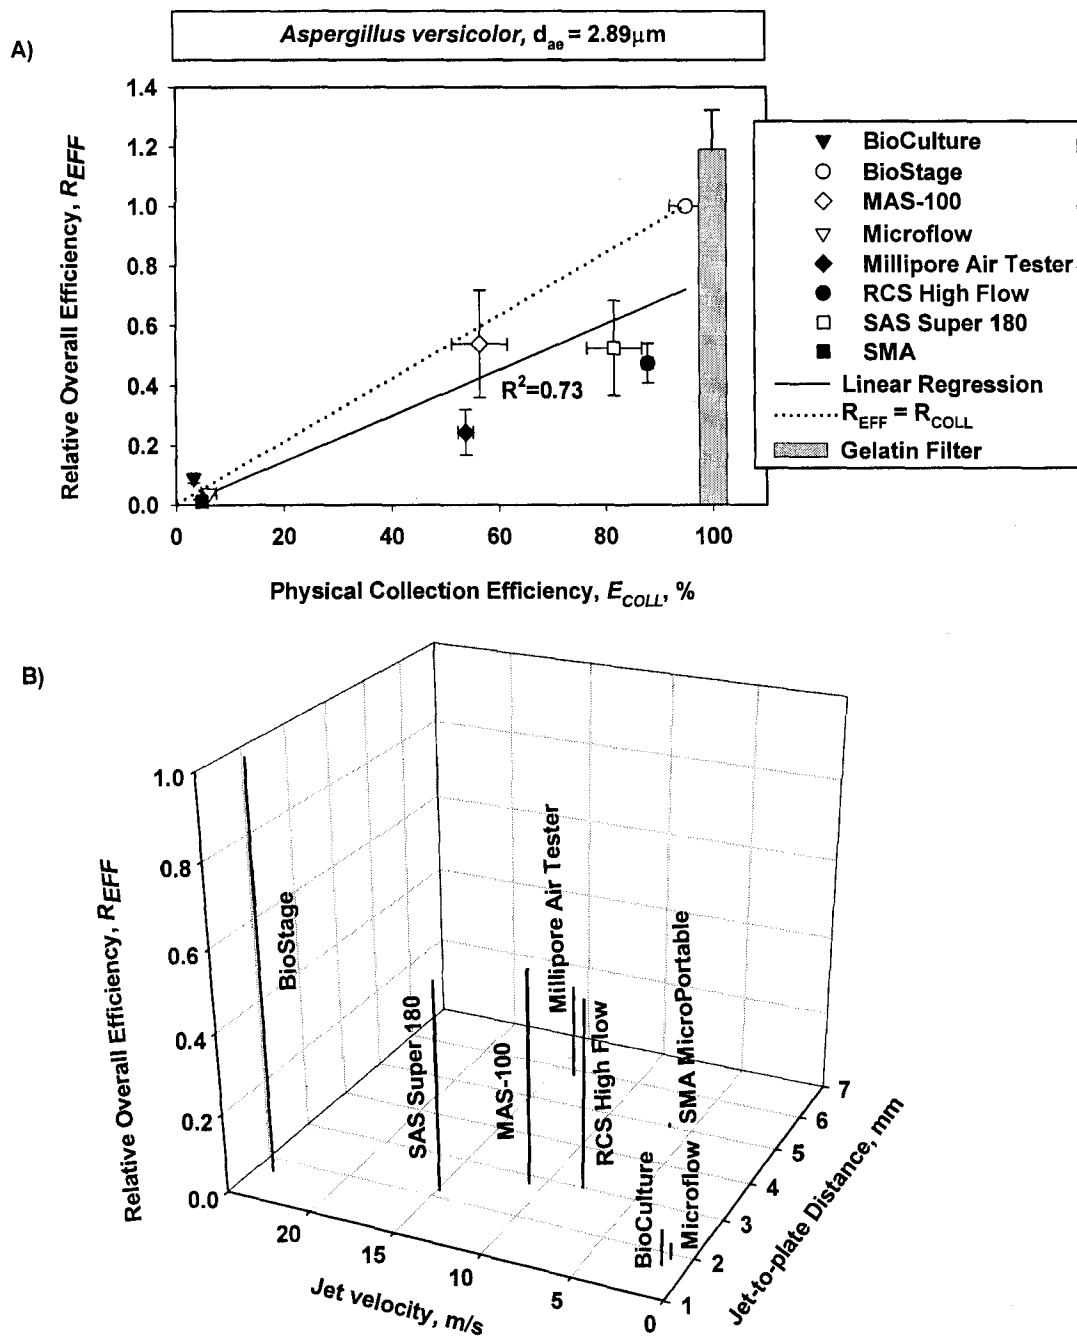 A)
Aspergillus versicolor, dae = 2.89μm
Relative Overall Efficiency, REFF
1.4
1.2
1.0
0.8
0.6
0.4
0.2
0.0
R2=0.73
0 20 40 60 80 100
Physical Collection Efficiency, ECOLL, %
BioCulture
BioStage
MAS-100
Microflow
Millipore Air Tester
RCS High Flow
SAS Super 180
SMA
Linear Regression
REFF = RCOLL
Gelatin Filter
B)
Relative Overall Efficiency, REFF
1.0
0.8
0.6
0.4
0.2
0.0
BioStage
SAS Super 180
MAS-100
Millipore Air Tester
RCS High Flow
SMA MicroPortable
BioCulture
Microflow
20
15
10
5
0
Jet velocity, m/s
1
2
3
4
5
6
7
Jet-to-plate Distance, mm